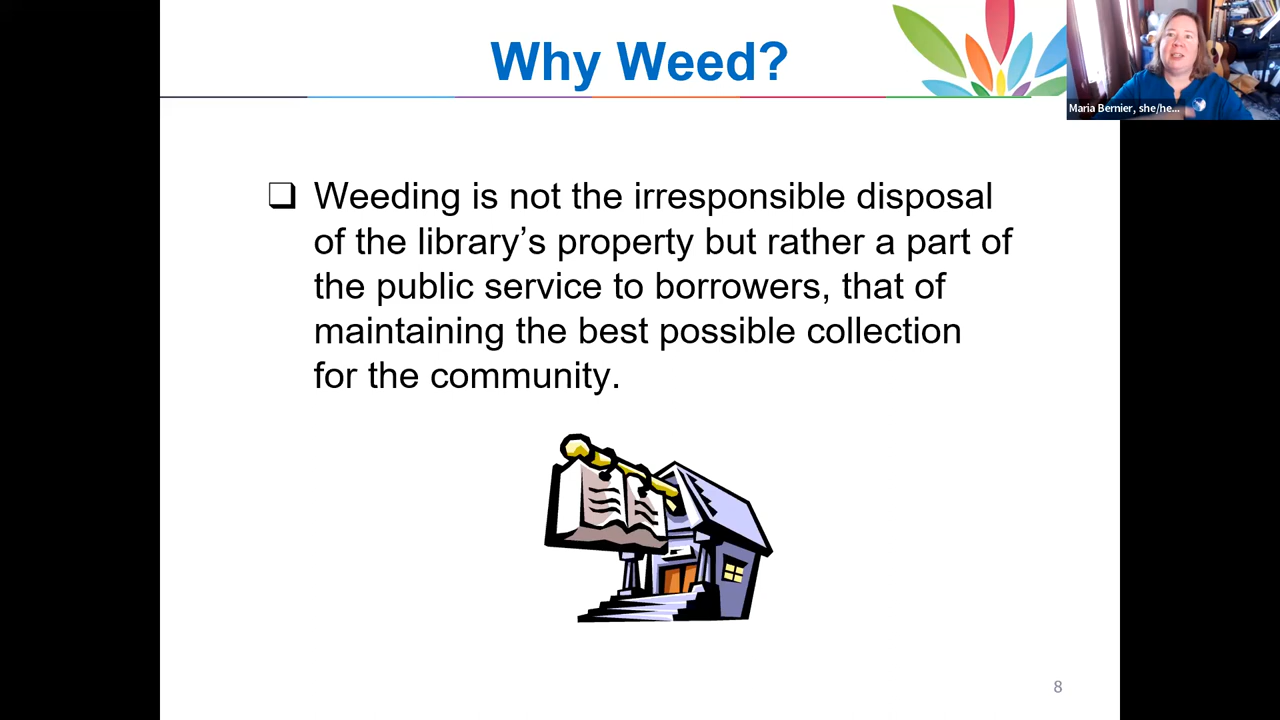 Why Weed?
Maria Bernier, she/he...
❑ Weeding is not the irresponsible disposal
of the library’s property but rather a part of
the public service to borrowers, that of
maintaining the best possible collection
for the community.
8